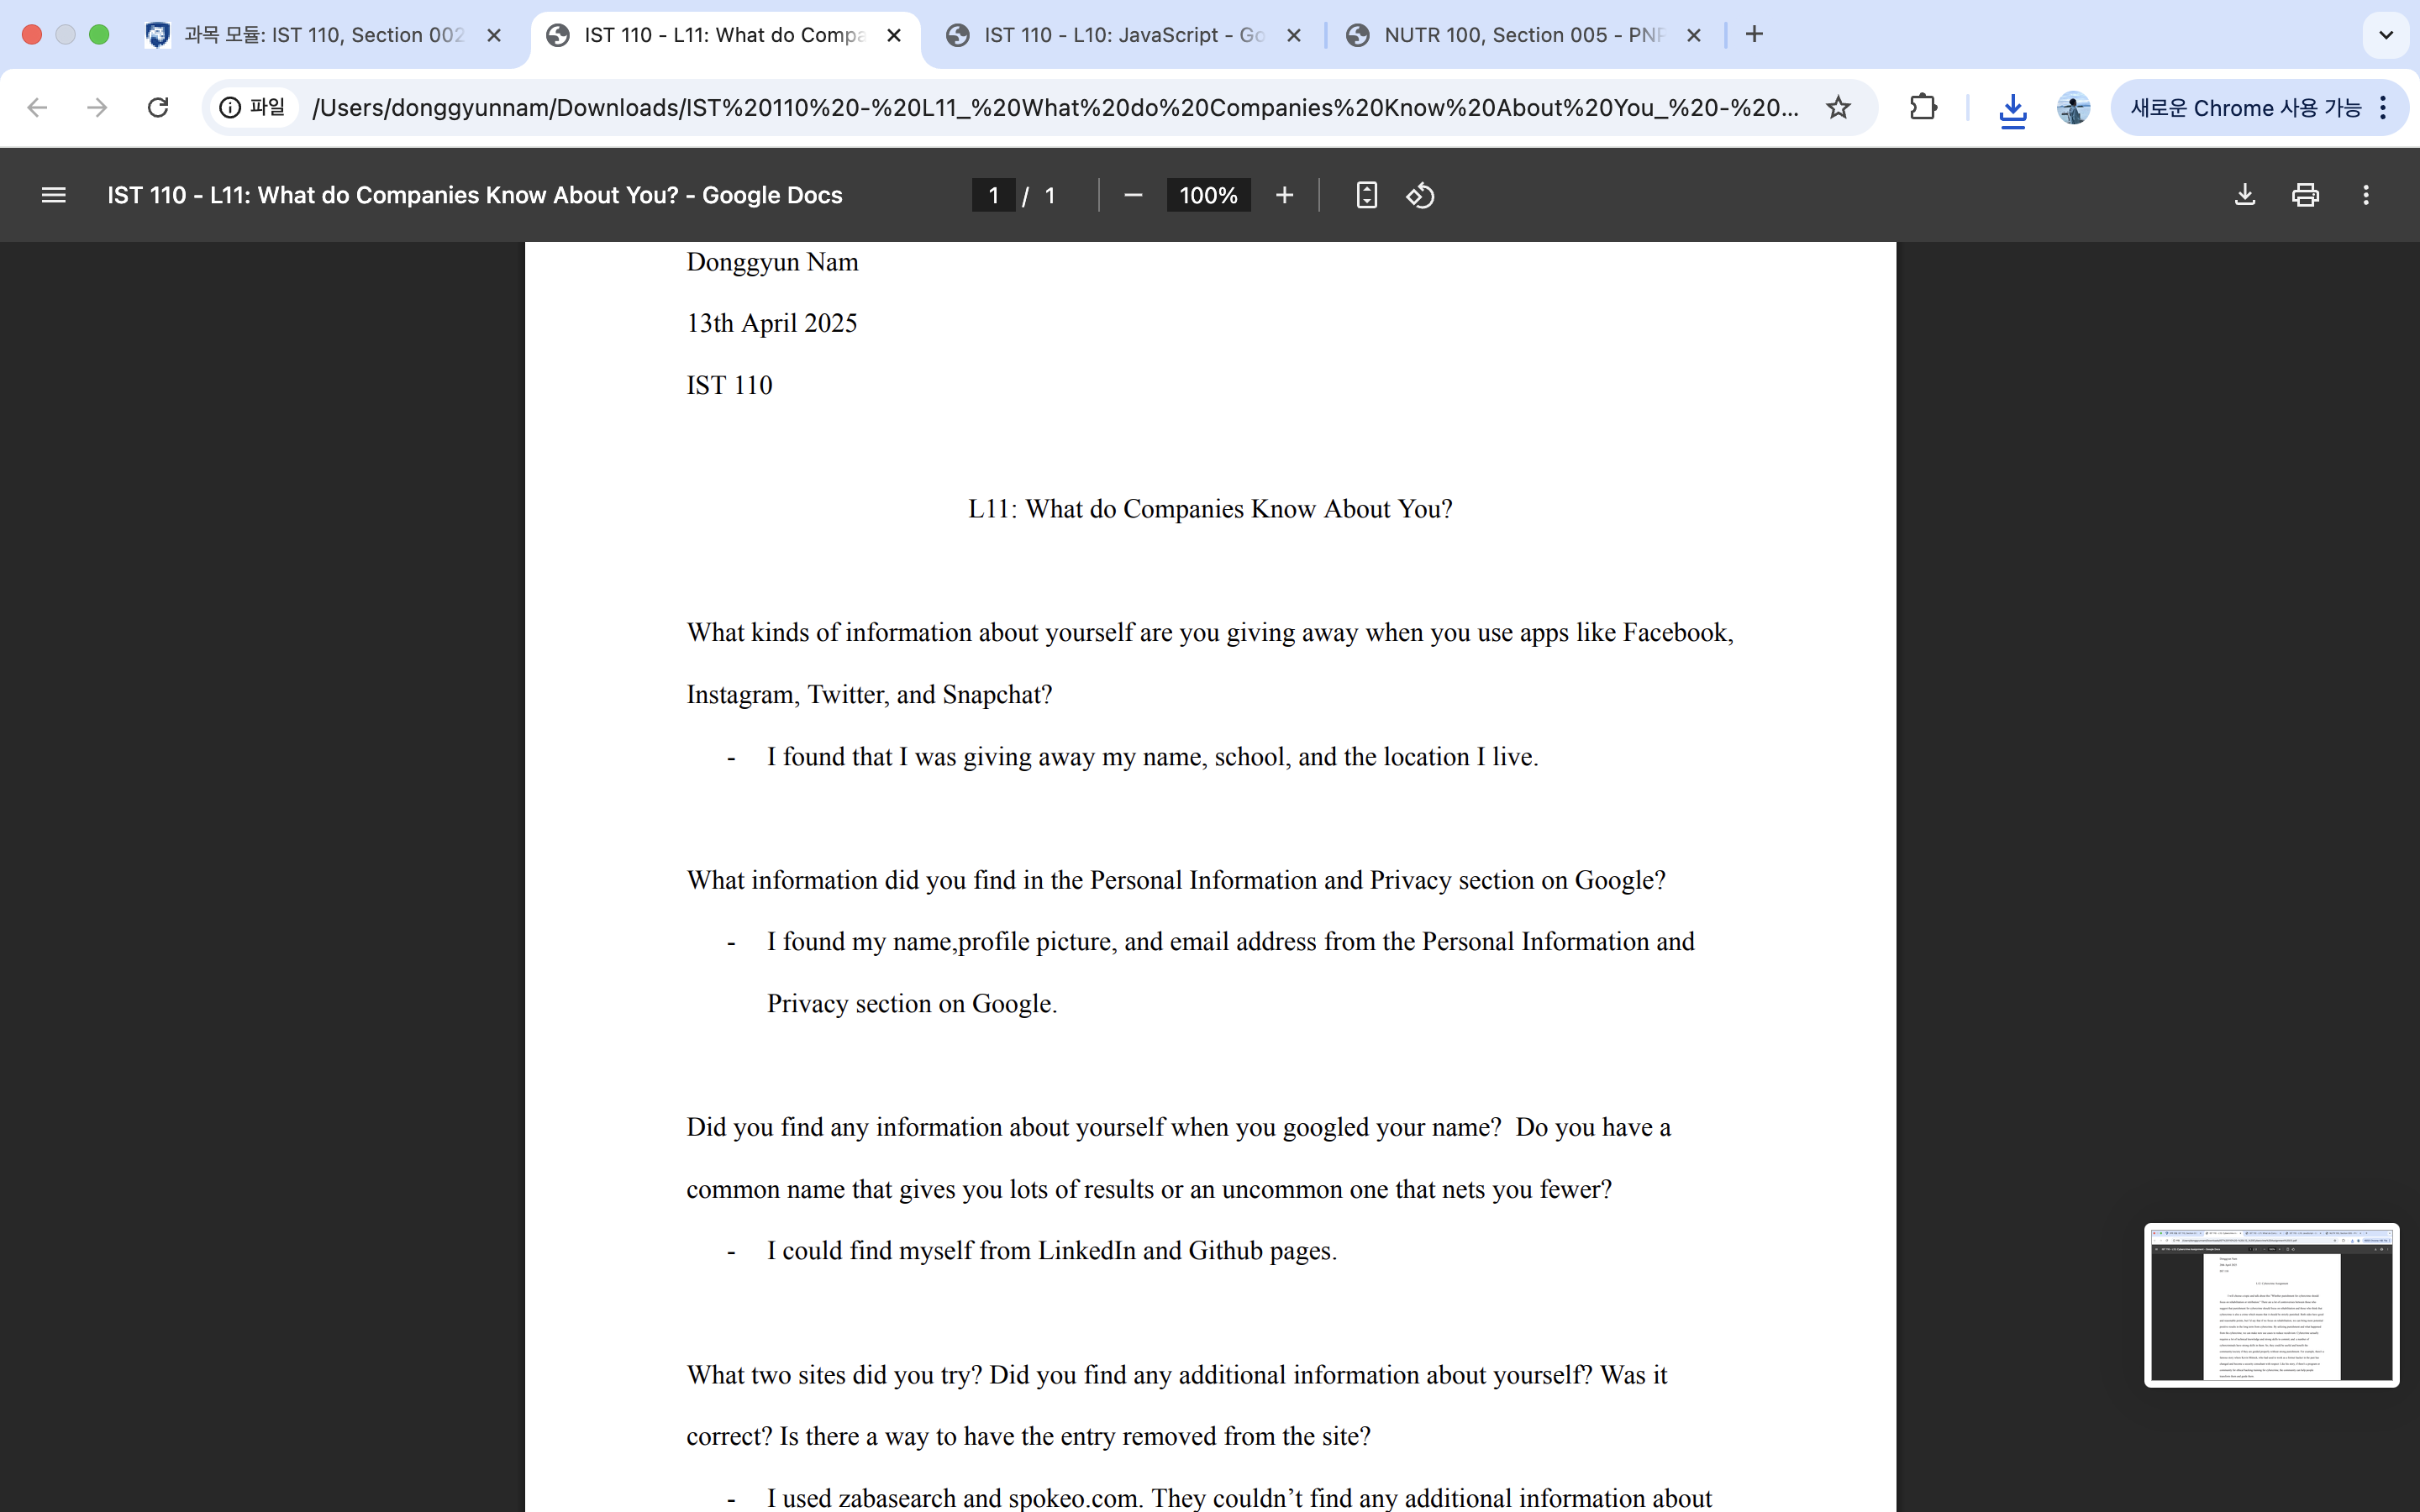 과목 모듈: IST 110, Section 002
IST 110 - L11: What do Compa
IST 110 - L10: JavaScript - Go
NUTR 100, Section 005 - PNP
파일
/Users/donggyunnam/Downloads/IST%20110%20-%20L11_%20What%20do%20Companies%20Know%20About%20You_%20-%20...
새로운 Chrome 사용 가능
IST 110 - L11: What do Companies Know About You? - Google Docs
1 / 1
100%
Donggyun Nam
13th April 2025
IST 110
L11: What do Companies Know About You?
What kinds of information about yourself are you giving away when you use apps like Facebook,
Instagram, Twitter, and Snapchat?
- I found that I was giving away my name, school, and the location I live.
What information did you find in the Personal Information and Privacy section on Google?
- I found my name,profile picture, and email address from the Personal Information and
Privacy section on Google.
Did you find any information about yourself when you googled your name?  Do you have a
common name that gives you lots of results or an uncommon one that nets you fewer?
- I could find myself from LinkedIn and Github pages.
What two sites did you try? Did you find any additional information about yourself? Was it
correct? Is there a way to have the entry removed from the site?
- I used zabasearch and spokeo.com. They couldn’t find any additional information about